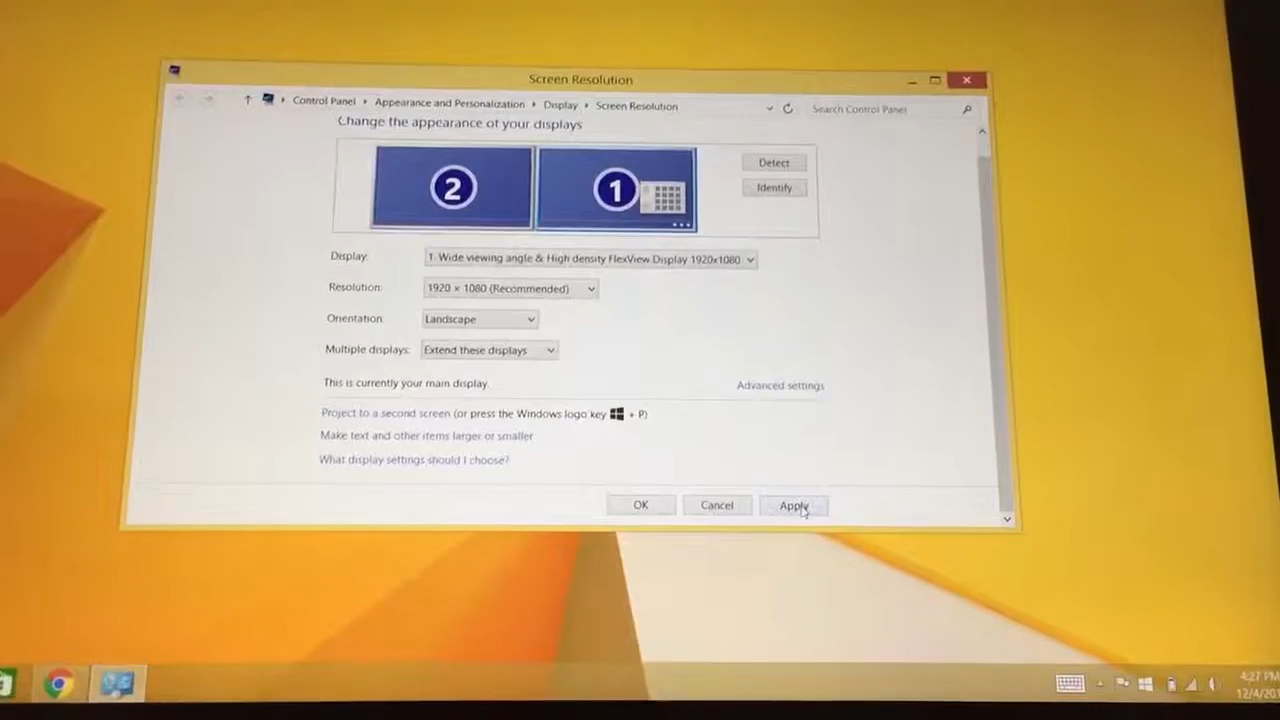 Screen Resolution
Control Panel Appearance and Personalization Display Screen Resolution Search Control Panel
Change the appearance of your displays
2 1
Detect
Identify
Display: 1. Wide viewing angle & High density FlexView Display 1920x1080
Resolution: 1920 × 1080 (Recommended)
Orientation: Landscape
Multiple displays: Extend these displays
This is currently your main display.
Advanced settings
Project to a second screen (or press the Windows logo key + P)
Make text and other items larger or smaller
What display settings should I choose?
OK Cancel Apply
4:27 PM